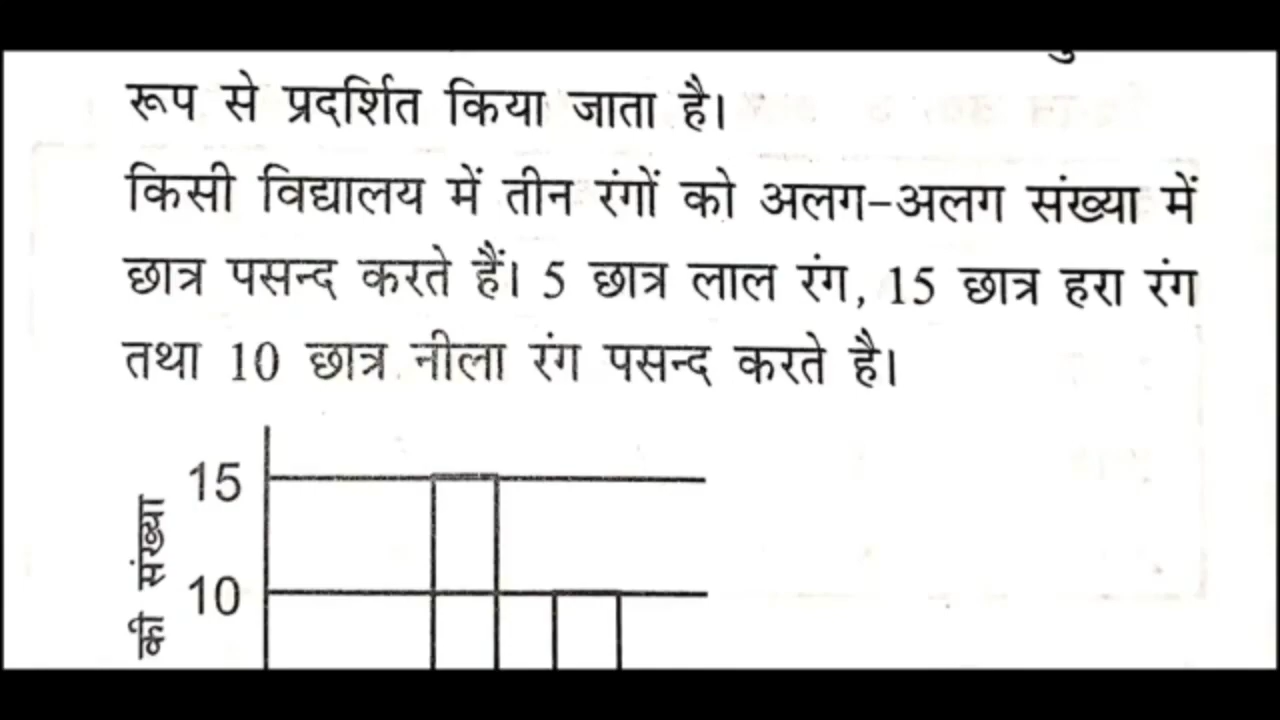 रूप से प्रदर्शित किया जाता है।
किसी विद्यालय में तीन रंगों को अलग-अलग संख्या में
छात्र पसन्द करते हैं। 5 छात्र लाल रंग, 15 छात्र हरा रंग
तथा 10 छात्र नीला रंग पसन्द करते है।
15
10
की संख्या